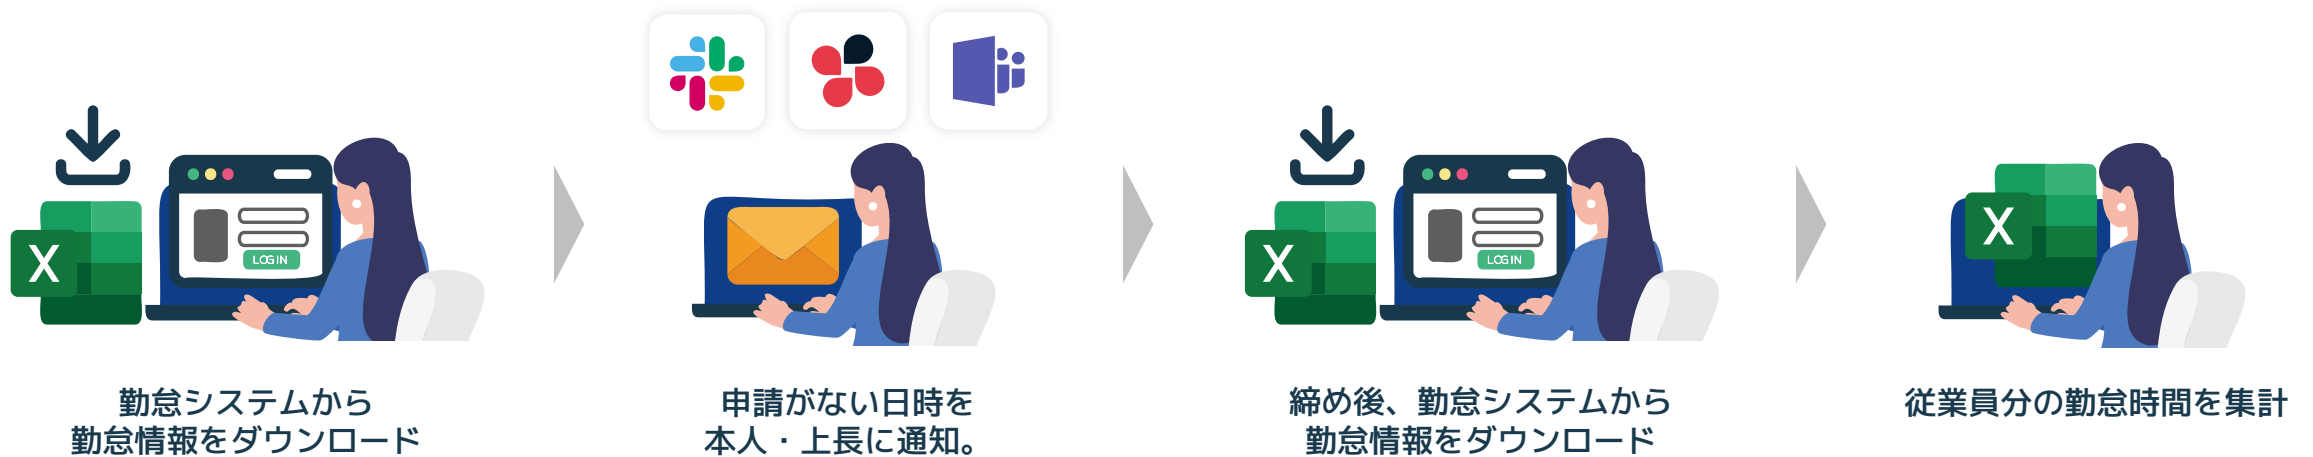 X
LOGIN
勤怠システムから
勤怠情報をダウンロード
申請がない日時を
本人・上長に通知。
X
LOGIN
締め後、勤怠システムから
勤怠情報をダウンロード
X
従業員分の勤怠時間を集計